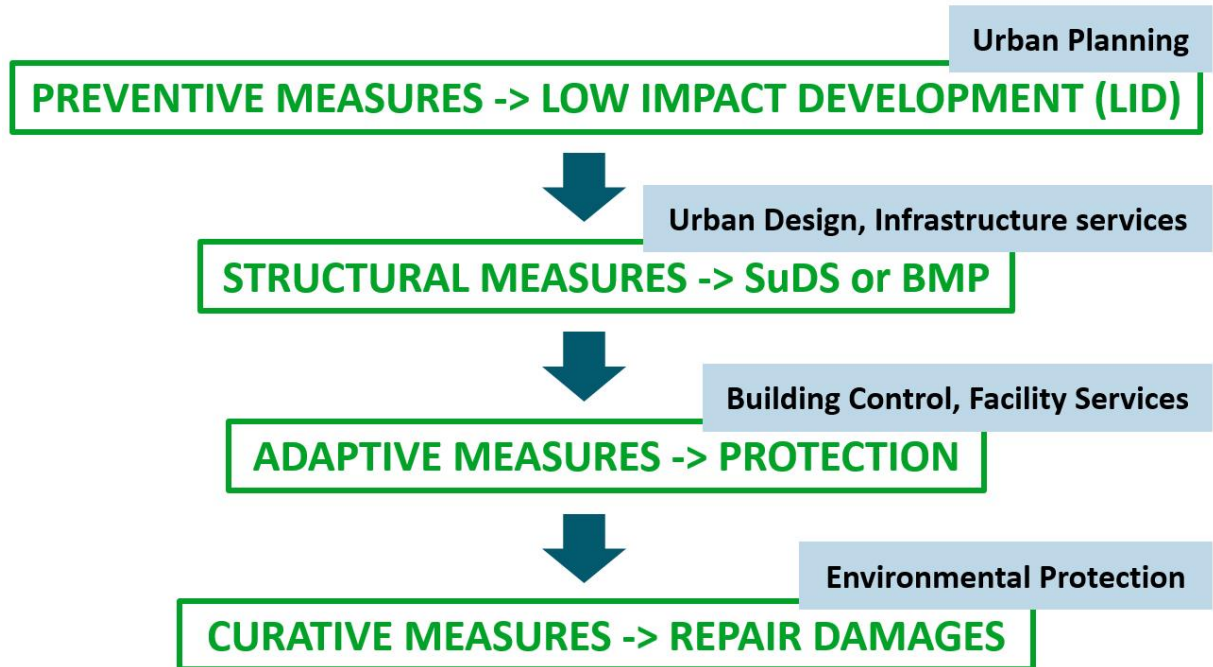 Urban Planning
PREVENTIVE MEASURES -> LOW IMPACT DEVELOPMENT (LID)
Urban Design, Infrastructure services
STRUCTURAL MEASURES -> SuDS or BMP
Building Control, Facility Services
ADAPTIVE MEASURES -> PROTECTION
Environmental Protection
CURATIVE MEASURES -> REPAIR DAMAGES